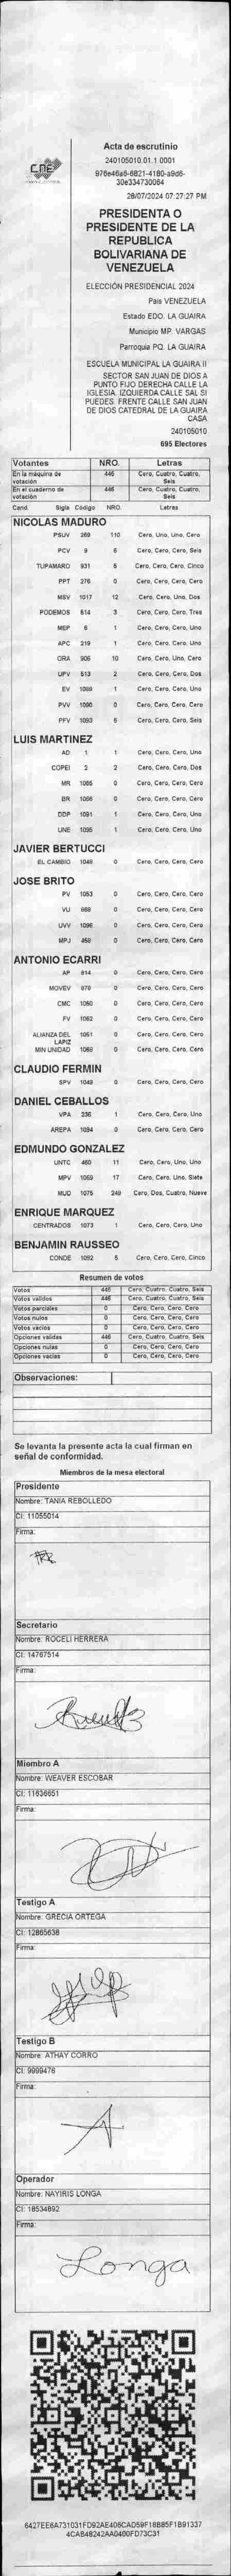 CNE
Acta de escrutinio
240105010.01.1.0001
976e46a6-6821-4180-a9d6-
30e334730064
28/07/2024 07:27:27 PM
PRESIDENTA O
PRESIDENTE DE LA
REPUBLICA
BOLIVARIANA DE
VENEZUELA
ELECCIÓN PRESIDENCIAL 2024
Pais VENEZUELA
Estado EDO. LA GUAIRA
Municipio MP. VARGAS
Parroquia PQ. LA GUAIRA
ESCUELA MUNICIPAL LA GUAIRA II
SECTOR SAN JUAN DE DIOS A
PUNTO FIJO DERECHA CALLE LA
IGLESIA. IZQUIERDA CALLE SAL SI
PUEDES. FRENTE CALLE SAN JUAN
DE DIOS CATEDRAL DE LA GUAIRA
CASA
240105010
695 Electores
Votantes NRO. Letras
En la máquina de votación 446 Cero, Cuatro, Cuatro, Seis
En el cuaderno de votación 446 Cero, Cuatro, Cuatro, Seis
Cand. Sigla Codigo NRO. Letras
NICOLAS MADURO
PSUV 269 110 Cero, Uno, Uno, Cero
PCV 9 6 Cero, Cero, Cero, Seis
TUPAMARO 931 5 Cero, Cero, Cero, Cinco
PPT 276 0 Cero, Cero, Cero, Cero
MSV 1017 12 Cero, Cero, Uno, Dos
PODEMOS 614 3 Cero, Cero, Cero, Tres
MEP 6 1 Cero, Cero, Cero, Uno
APC 219 1 Cero, Cero, Cero, Uno
ORA 906 10 Cero, Cero, Uno, Cero
UPV 513 2 Cero, Cero, Cero, Dos
EV 1089 1 Cero, Cero, Cero, Uno
PVV 1090 0 Cero, Cero, Cero, Cero
PFV 1093 6 Cero, Cero, Cero, Seis
LUIS MARTINEZ
AD 1 1 Cero, Cero, Cero, Uno
COPEI 2 2 Cero, Cero, Cero, Dos
MR 1085 0 Cero, Cero, Cero, Cero
BR 1056 0 Cero, Cero, Cero, Cero
DDP 1091 1 Cero, Cero, Cero, Uno
UNE 1095 1 Cero, Cero, Cero, Uno
JAVIER BERTUCCI
EL CAMBIO 1048 0 Cero, Cero, Cero, Cero
JOSE BRITO
PV 1053 0 Cero, Cero, Cero, Cero
VU 868 0 Cero, Cero, Cero, Cero
UVV 1096 0 Cero, Cero, Cero, Cero
MPJ 458 0 Cero, Cero, Cero, Cero
ANTONIO ECARRI
AP 914 0 Cero, Cero, Cero, Cero
MOVEV 879 0 Cero, Cero, Cero, Cero
CMC 1050 0 Cero, Cero, Cero, Cero
FV 1062 0 Cero, Cero, Cero, Cero
ALIANZA DEL LAPIZ 1051 0 Cero, Cero, Cero, Cero
MIN UNIDAD 1068 0 Cero, Cero, Cero, Cero
CLAUDIO FERMIN
SPV 1049 0 Cero, Cero, Cero, Cero
DANIEL CEBALLOS
VPA 236 1 Cero, Cero, Cero, Uno
AREPA 1094 0 Cero, Cero, Cero, Cero
EDMUNDO GONZALEZ
UNTC 460 11 Cero, Cero, Uno, Uno
MPV 1059 17 Cero, Cero, Uno, Siete
MUD 1075 249 Cero, Dos, Cuatro, Nueve
ENRIQUE MARQUEZ
CENTRADOS 1073 1 Cero, Cero, Cero, Uno
BENJAMIN RAUSSEO
CONDE 1092 5 Cero, Cero, Cero, Cinco
Resumen de votos
Votos 446 Cero, Cuatro, Cuatro, Seis
Votos validos 446 Cero, Cuatro, Cuatro, Seis
Votos parciales 0 Cero, Cero, Cero, Cero
Votos nulos 0 Cero, Cero, Cero, Cero
Votos vacios 0 Cero, Cero, Cero, Cero
Opciones validas 446 Cero, Cuatro, Cuatro, Seis
Opciones nulas 0 Cero, Cero, Cero, Cero
Opciones vacias 0 Cero, Cero, Cero, Cero
Observaciones:
Se levanta la presente acta la cual firman en
señal de conformidad.
Miembros de la mesa electoral
Presidente
Nombre: TANIA REBOLLEDO
CI: 11055014
Firma:
Secretario
Nombre: ROCELI HERRERA
CI: 14767514
Firma:
Miembro A
Nombre: WEAVER ESCOBAR
CI: 11636651
Firma:
Testigo A
Nombre: GRECIA ORTEGA
CI: 12865638
Firma:
Testigo B
Nombre: ATHAY CORRO
CI: 9999476
Firma:
Operador
Nombre: NAYIRIS LONGA
CI: 18534892
Firma:
Longa
6427EE6A731031FD92AE406CAD59F18B85F1B91337
4CAB48242AA0400FD73C31